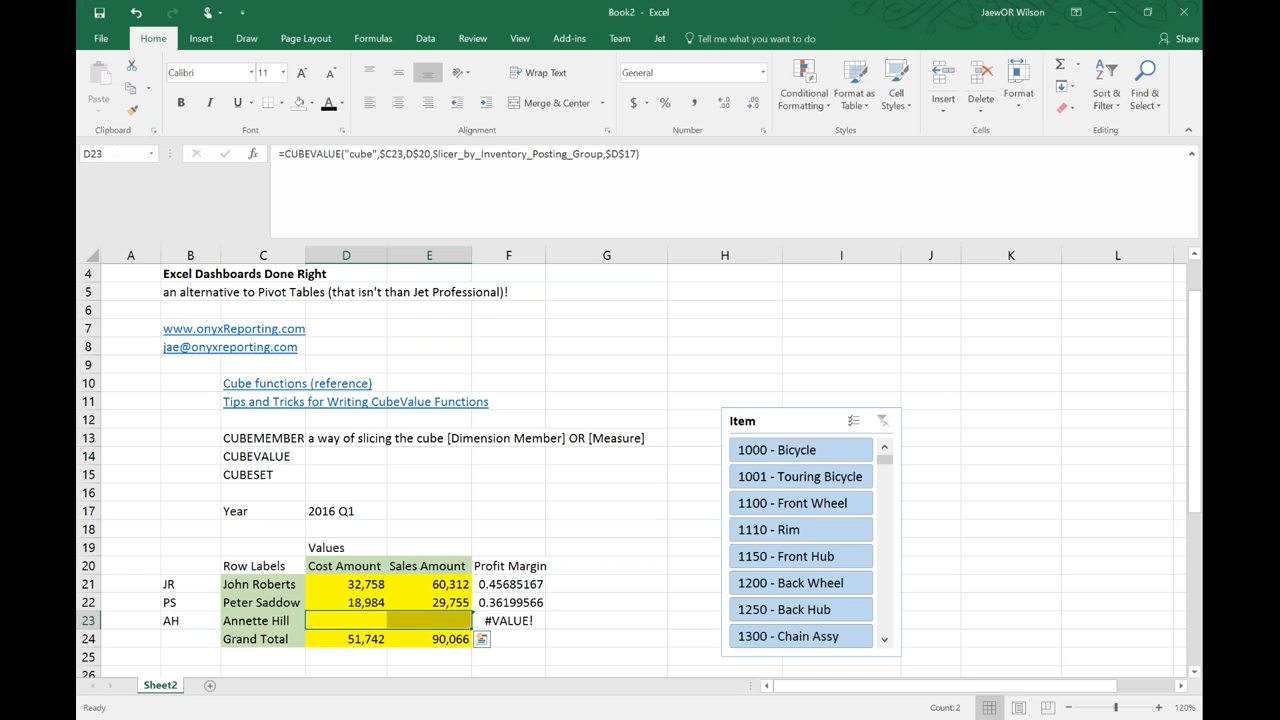 Book2 - Excel
JaewOR Wilson
File
Home
Insert
Draw
Page Layout
Formulas
Data
Review
View
Add-ins
Team
Jet
Tell me what you want to do
Share
Paste
Clipboard
Calibri
11
A
A
B
I
U
A
Font
Wrap Text
Merge & Center
Alignment
General
$
%
,
Number
Conditional
Formatting
Format as
Table
Cell
Styles
Styles
Insert
Delete
Format
Cells
Σ
Sort &
Filter
Find &
Select
Editing
D23
fx
=CUBEVALUE("cube",$C23,D$20,Slicer_by_Inventory_Posting_Group,$D$17)
A B C D E F G H I J K L
4 Excel Dashboards Done Right
5 an alternative to Pivot Tables (that isn't than Jet Professional)!
6
7 www.onyxReporting.com
8 jae@onyxreporting.com
9
10 Cube functions (reference)
11 Tips and Tricks for Writing CubeValue Functions
12
13 CUBEMEMBER a way of slicing the cube [Dimension Member] OR [Measure]
14 CUBEVALUE
15 CUBESET
16
17 Year 2016 Q1
18
19 Values
20 Row Labels Cost Amount Sales Amount Profit Margin
21 JR John Roberts 32,758 60,312 0.45685167
22 PS Peter Saddow 18,984 29,755 0.36199566
23 AH Annette Hill #VALUE!
24 Grand Total 51,742 90,066
25
26
Item
1000 - Bicycle
1001 - Touring Bicycle
1100 - Front Wheel
1110 - Rim
1150 - Front Hub
1200 - Back Wheel
1250 - Back Hub
1300 - Chain Assy
Sheet2
Ready
Count: 2
120%